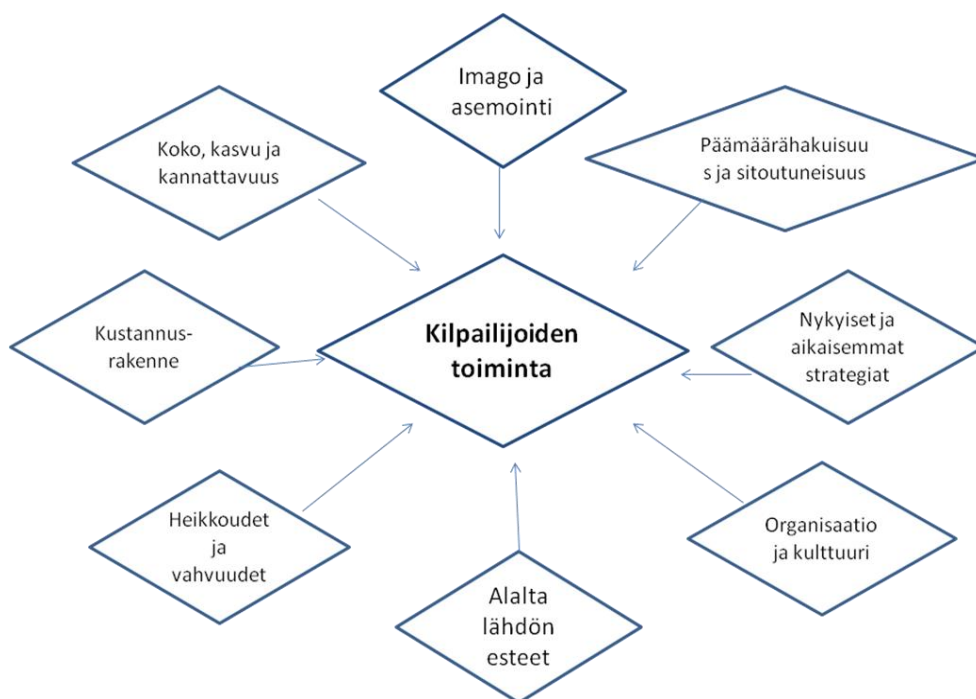 Imago ja
asemointi
Koko, kasvu ja
kannattavuus
Päämäärähakuisuu
s ja sitoutuneisuus
Kilpailijoiden
toiminta
Kustannus-
rakenne
Nykyiset ja
aikaisemmat
strategiat
Heikkoudet
ja
vahvuudet
Alalta
lähdön
esteet
Organisaatio
ja kulttuuri